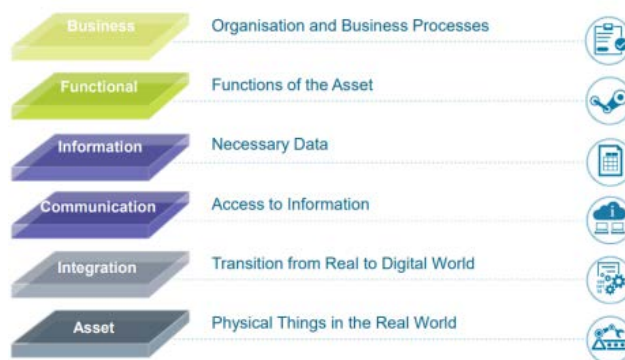 Business Organisation and Business Processes
Functional Functions of the Asset
Information Necessary Data
Communication Access to Information
Integration Transition from Real to Digital World
Asset Physical Things in the Real World